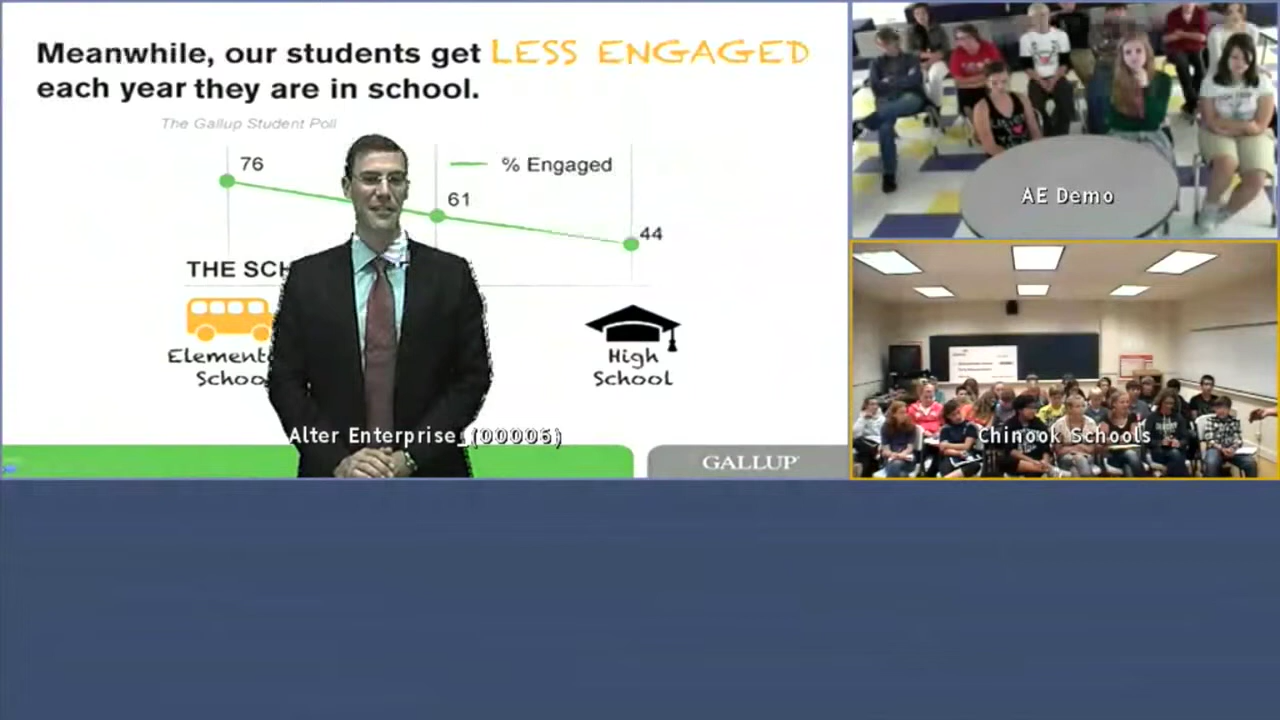 Meanwhile, our students get LESS ENGAGED
each year they are in school.
The Gallup Student Poll
76
% Engaged
61
44
THE SCH
Element
Schoo
High
School
Alter Enterprise (00006)
GALLUP
AE Demo
Chinook Schools